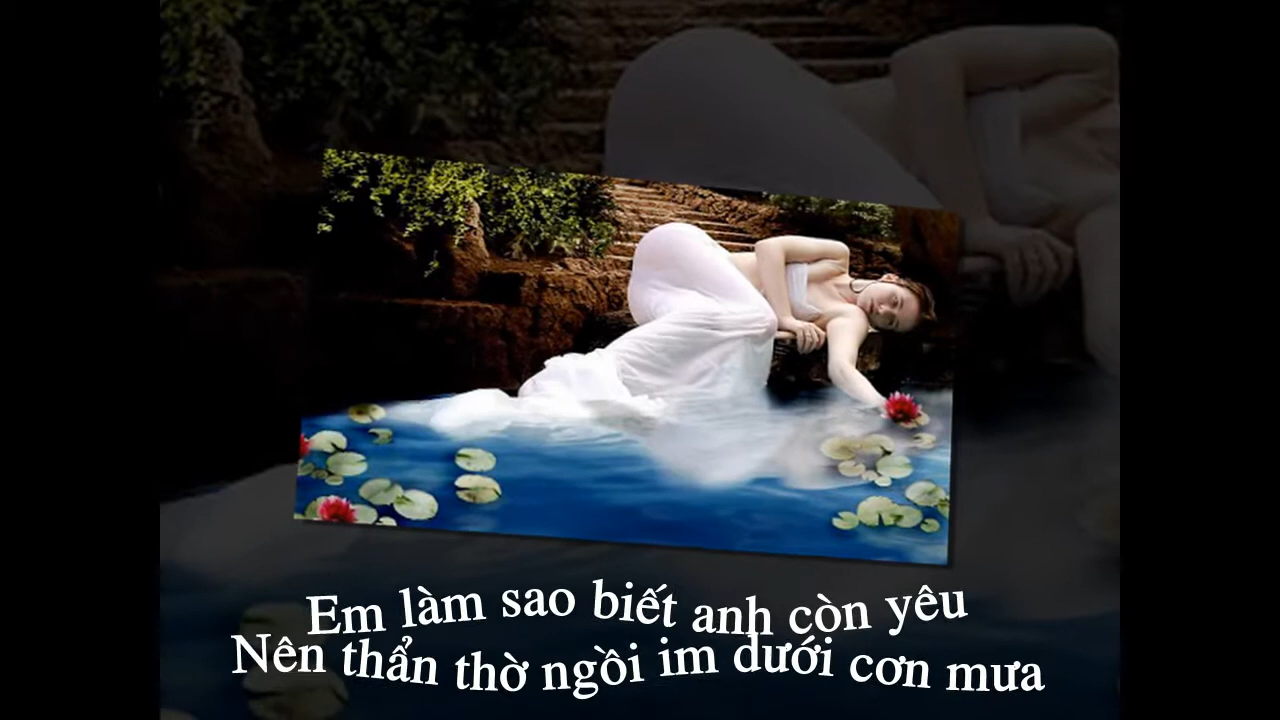 Em làm sao biết anh còn yêu
Nên thẩn thờ ngồi im dưới cơn mưa